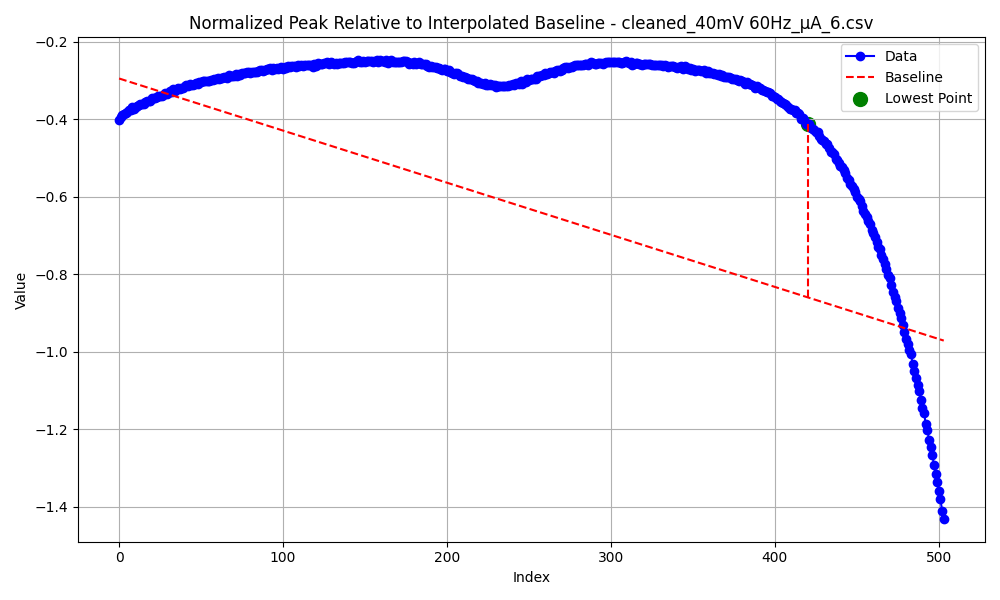 Normalized Peak Relative to Interpolated Baseline - cleaned_40mV 60Hz_µA_6.csv
Data
Baseline
Lowest Point
Value
−0.2
−0.4
−0.6
−0.8
−1.0
−1.2
−1.4
0 100 200 300 400 500
Index